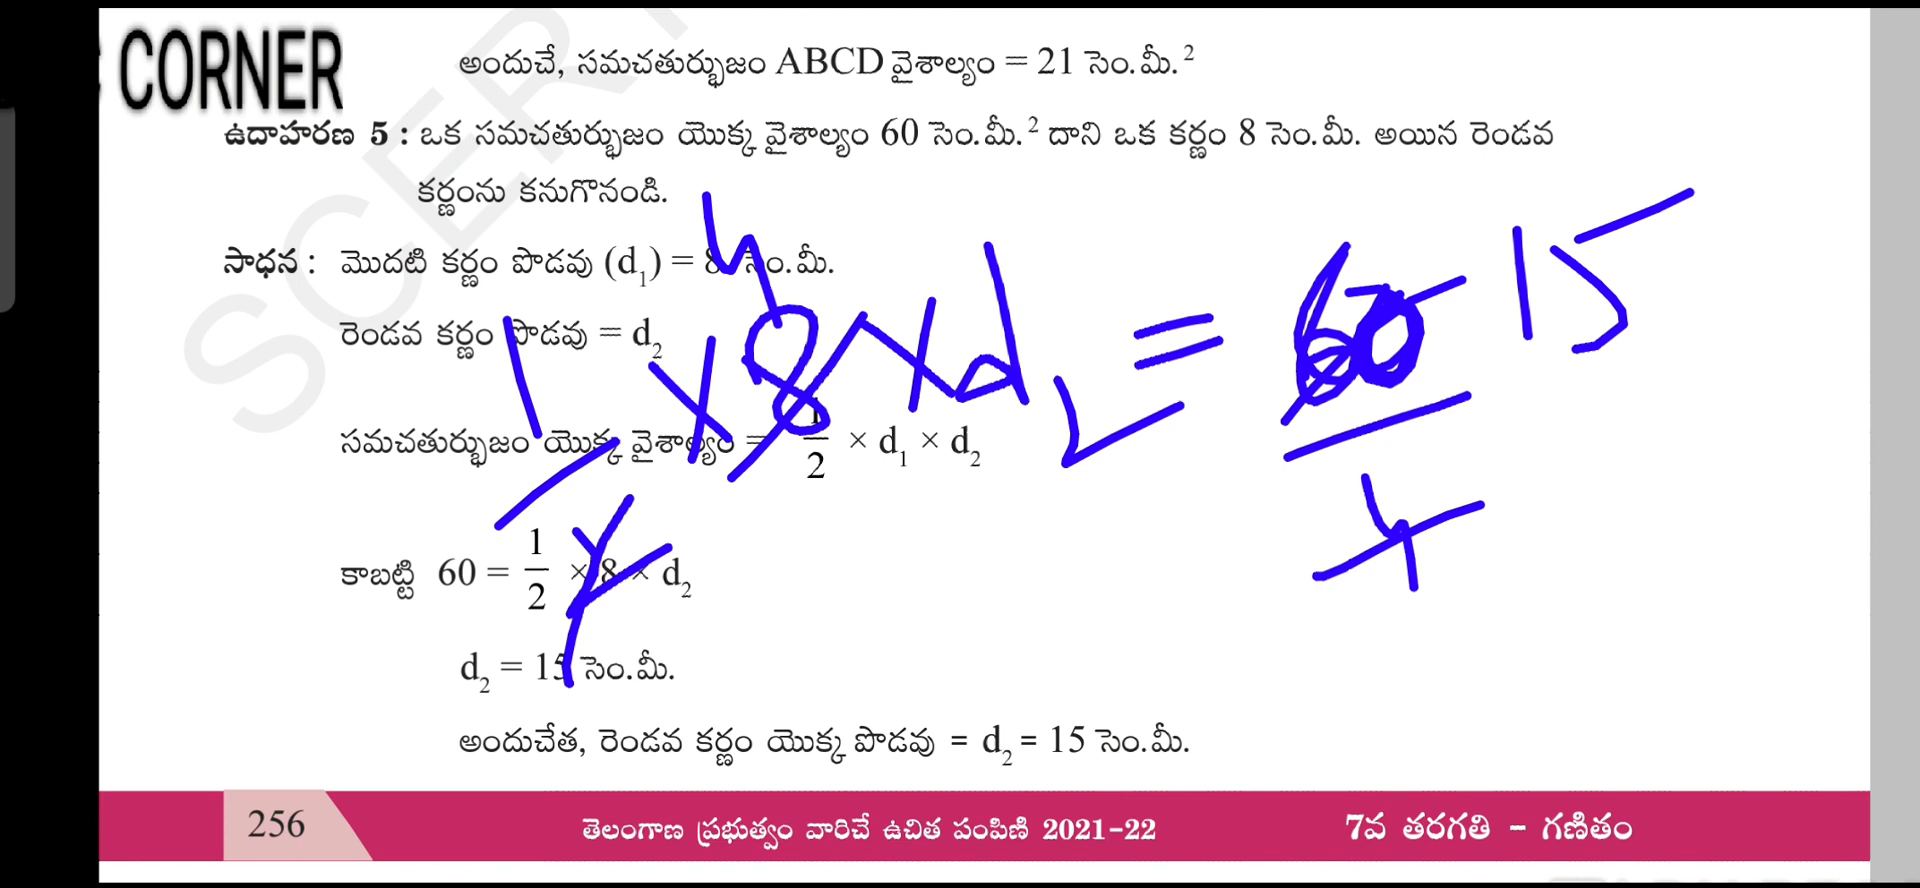 CORNER
అందుచే, సమచతుర్భుజం ABCD వైశాల్యం = 21 సెం.మీ.²
ఉదాహరణ 5 : ఒక సమచతుర్భుజం యొక్క వైశాల్యం 60 సెం.మీ.² దాని ఒక కర్ణం 8 సెం.మీ. అయిన రెండవ
కర్ణంను కనుగొనండి.
సాధన : మొదటి కర్ణం పొడవు (d₁) = 8 సెం.మీ.
రెండవ కర్ణం పొడవు = d₂
సమచతుర్భుజం యొక్క వైశాల్యం = 1/2 × d₁ × d₂
కాబట్టి 60 = 1/2 × 8 × d₂
d₂ = 15 సెం.మీ.
అందుచేత, రెండవ కర్ణం యొక్క పొడవు = d₂ = 15 సెం.మీ.
1/2 × 8 × d₂ = 60/4 15
4
SCER
256 తెలంగాణ ప్రభుత్వం వారిచే ఉచిత పంపిణి 2021-22 7వ తరగతి - గణితం